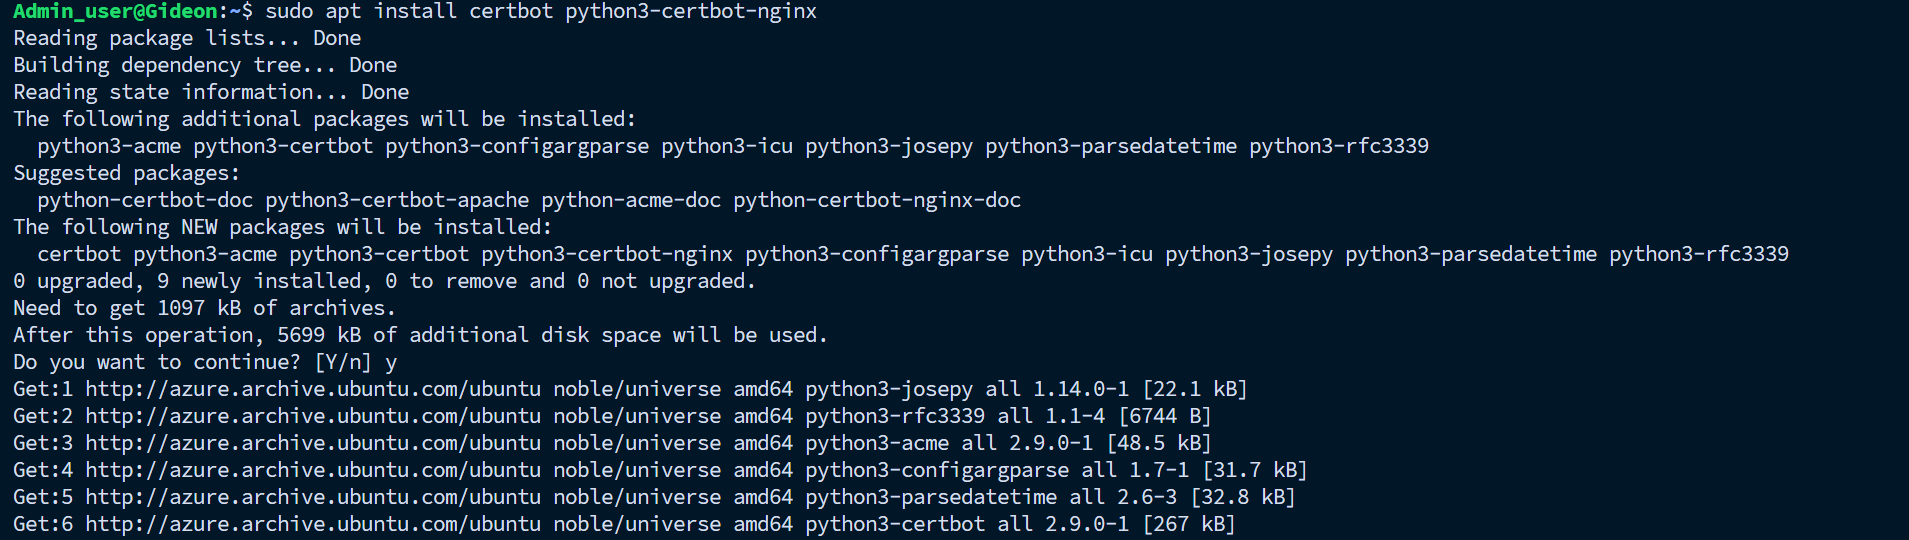 Admin_user@Gideon:~$ sudo apt install certbot python3-certbot-nginx
Reading package lists... Done
Building dependency tree... Done
Reading state information... Done
The following additional packages will be installed:
  python3-acme python3-certbot python3-configargparse python3-icu python3-josepy python3-parsedatetime python3-rfc3339
Suggested packages:
  python-certbot-doc python3-certbot-apache python-acme-doc python-certbot-nginx-doc
The following NEW packages will be installed:
  certbot python3-acme python3-certbot python3-certbot-nginx python3-configargparse python3-icu python3-josepy python3-parsedatetime python3-rfc3339
0 upgraded, 9 newly installed, 0 to remove and 0 not upgraded.
Need to get 1097 kB of archives.
After this operation, 5699 kB of additional disk space will be used.
Do you want to continue? [Y/n] y
Get:1 http://azure.archive.ubuntu.com/ubuntu noble/universe amd64 python3-josepy all 1.14.0-1 [22.1 kB]
Get:2 http://azure.archive.ubuntu.com/ubuntu noble/universe amd64 python3-rfc3339 all 1.1-4 [6744 B]
Get:3 http://azure.archive.ubuntu.com/ubuntu noble/universe amd64 python3-acme all 2.9.0-1 [48.5 kB]
Get:4 http://azure.archive.ubuntu.com/ubuntu noble/universe amd64 python3-configargparse all 1.7-1 [31.7 kB]
Get:5 http://azure.archive.ubuntu.com/ubuntu noble/universe amd64 python3-parsedatetime all 2.6-3 [32.8 kB]
Get:6 http://azure.archive.ubuntu.com/ubuntu noble/universe amd64 python3-certbot all 2.9.0-1 [267 kB]